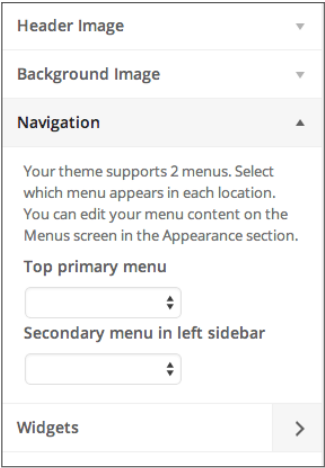 Header Image
Background Image
Navigation
Your theme supports 2 menus. Select
which menu appears in each location.
You can edit your menu content on the
Menus screen in the Appearance section.
Top primary menu
Secondary menu in left sidebar
Widgets